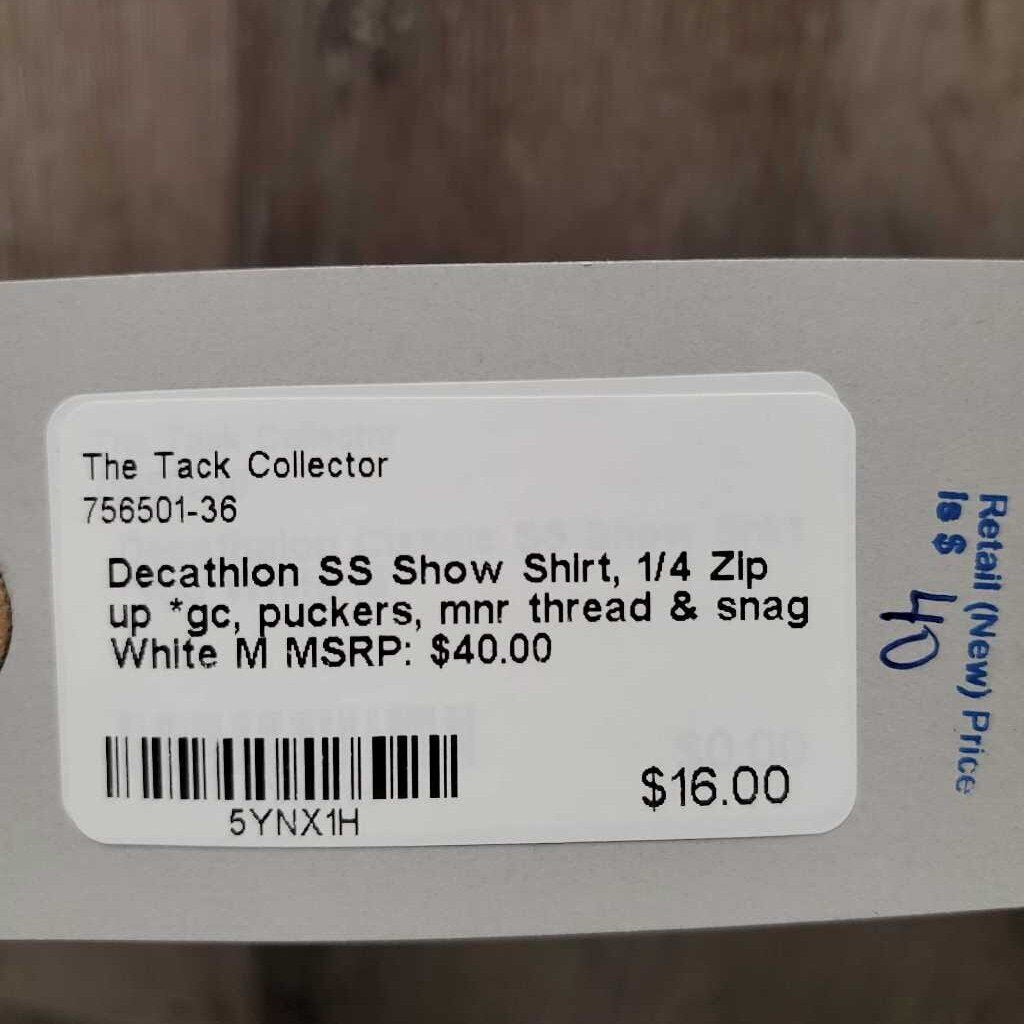 The Tack Collector
756501-36
Decathlon SS Show Shirt, 1/4 Zip
up *gc, puckers, mnr thread & snag
White M MSRP: $40.00
5YNX1H
$16.00
Retail (New) Price
Is $
40